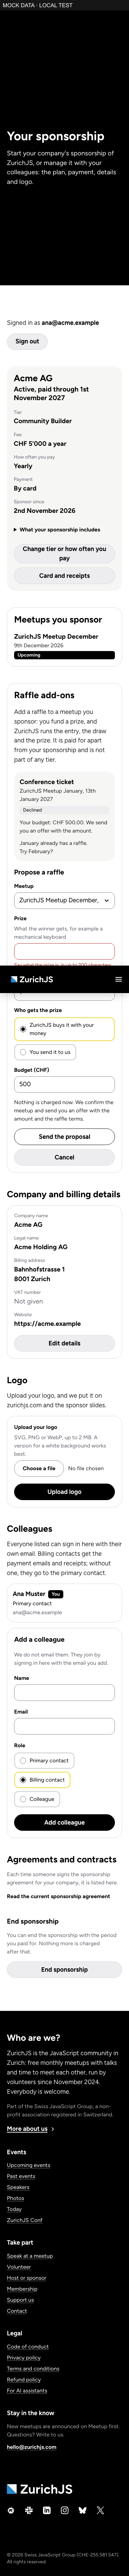 MOCK DATA · LOCAL TEST
Your sponsorship
Start your company's sponsorship of
ZurichJS, or manage it with your
colleagues: the plan, payment, details
and logo.
Signed in as ana@acme.example
Sign out
Acme AG
Active, paid through 1st
November 2027
Tier
Community Builder
Fee
CHF 5'000 a year
How often you pay
Yearly
Payment
By card
Sponsor since
2nd November 2026
What your sponsorship includes
Change tier or how often you
pay
Card and receipts
Meetups you sponsor
ZurichJS Meetup December
9th December 2026
Upcoming
Raffle add-ons
Add a raffle to a meetup you
sponsor: you fund a prize, and
ZurichJS runs the entry, the draw
and the prize itself. It is paid for apart
Conference ticket
ZurichJS Meetup January, 13th
January 2027
Declined
Your budget: CHF 500.00. We send
you an offer with the amount.
January already has a raffle.
Try February?
Propose a raffle
Meetup
ZurichJS Meetup December,
Prize
What the winner gets, for example a
mechanical keyboard
ZurichJS
Who gets the prize
ZurichJS buys it with your
money
You send it to us
Budget (CHF)
500
Nothing is charged now. We confirm the
meetup and send you an offer with the
amount and the raffle terms.
Send the proposal
Cancel
Company and billing details
Company name
Acme AG
Legal name
Acme Holding AG
Billing address
Bahnhofstrasse 1
8001 Zurich
VAT number
Not given
Website
https://acme.example
Edit details
Logo
Upload your logo, and we put it on
zurichjs.com and the sponsor slides.
Upload your logo
SVG, PNG or WebP, up to 2 MB. A
version for a white background works
best.
Choose a file
No file chosen
Upload logo
Colleagues
Everyone listed can sign in here with their
own email. Billing contacts get the
payment emails and receipts; without
one, they go to the primary contact.
Ana Muster You
Primary contact
ana@acme.example
Add a colleague
We do not email them. They join by
signing in here with the email you add.
Name
Email
Role
Primary contact
Billing contact
Colleague
Add colleague
Agreements and contracts
Each time someone signs the sponsorship
agreement for your company, it is listed here.
Read the current sponsorship agreement
End sponsorship
You can end the sponsorship with the period
you paid for. Nothing more is charged
after that.
End sponsorship
Who are we?
ZurichJS is the JavaScript community in
Zurich: free monthly meetups with talks
and time to meet each other, run by
volunteers since November 2024.
Everybody is welcome.
Part of the Swiss JavaScript Group, a non-
profit association registered in Switzerland.
More about us
Events
Upcoming events
Past events
Speakers
Photos
Today
ZurichJS Conf
Take part
Speak at a meetup
Volunteer
Host or sponsor
Membership
Support us
Contact
Legal
Code of conduct
Privacy policy
Terms and conditions
Refund policy
For AI assistants
Stay in the know
New meetups are announced on Meetup first.
Questions? Write to us.
hello@zurichjs.com
ZurichJS
© 2026 Swiss JavaScript Group (CHE-255.581.547).
All rights reserved.